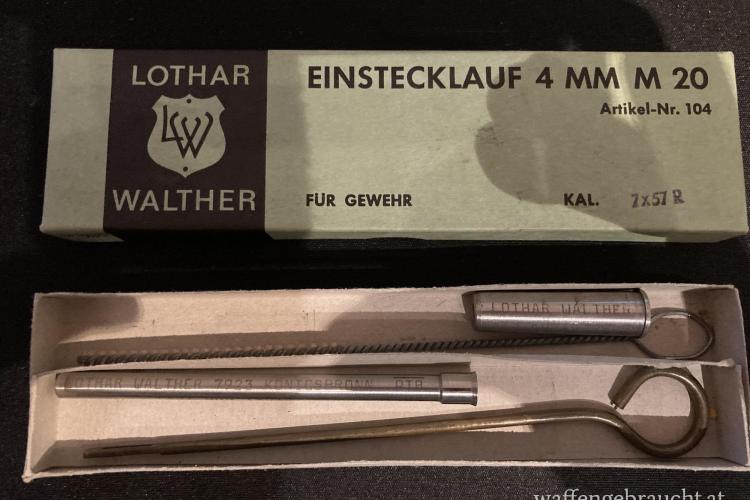 LOTHAR
LW
WALTHER
EINSTECKLAUF 4 MM M 20
Artikel-Nr. 104
FÜR GEWEHR
KAL. 7x57 R
LOTHAR WALTHER
LOTHAR WALTHER 7923 KÖNIGSBRONN
waffengebraucht.at